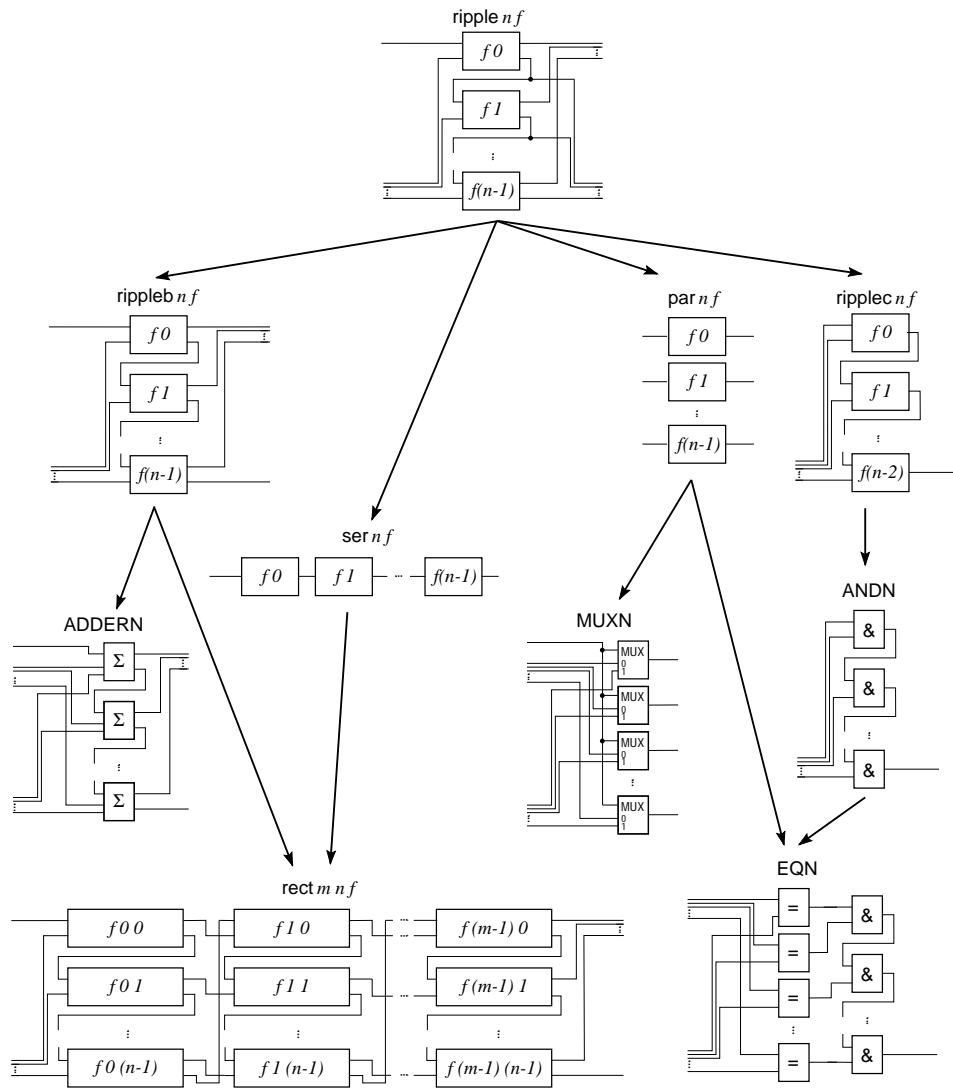 ripple n f
f 0
f 1
f(n-1)
rippleb n f
par n f
ripplec n f
f 0
f 1
f(n-1)
f 0
f 1
f(n-1)
f 0
f 1
f(n-2)
ser n f
f 0
f 1
f(n-1)
ADDERN
Σ
Σ
Σ
MUXN
MUX
0
1
MUX
0
1
MUX
0
1
MUX
0
1
ANDN
&
&
&
rect m n f
f 0 0
f 1 0
f (m-1) 0
f 0 1
f 1 1
f (m-1) 1
f 0 (n-1)
f 1 (n-1)
f (m-1) (n-1)
EQN
=
&
=
&
=
=
&